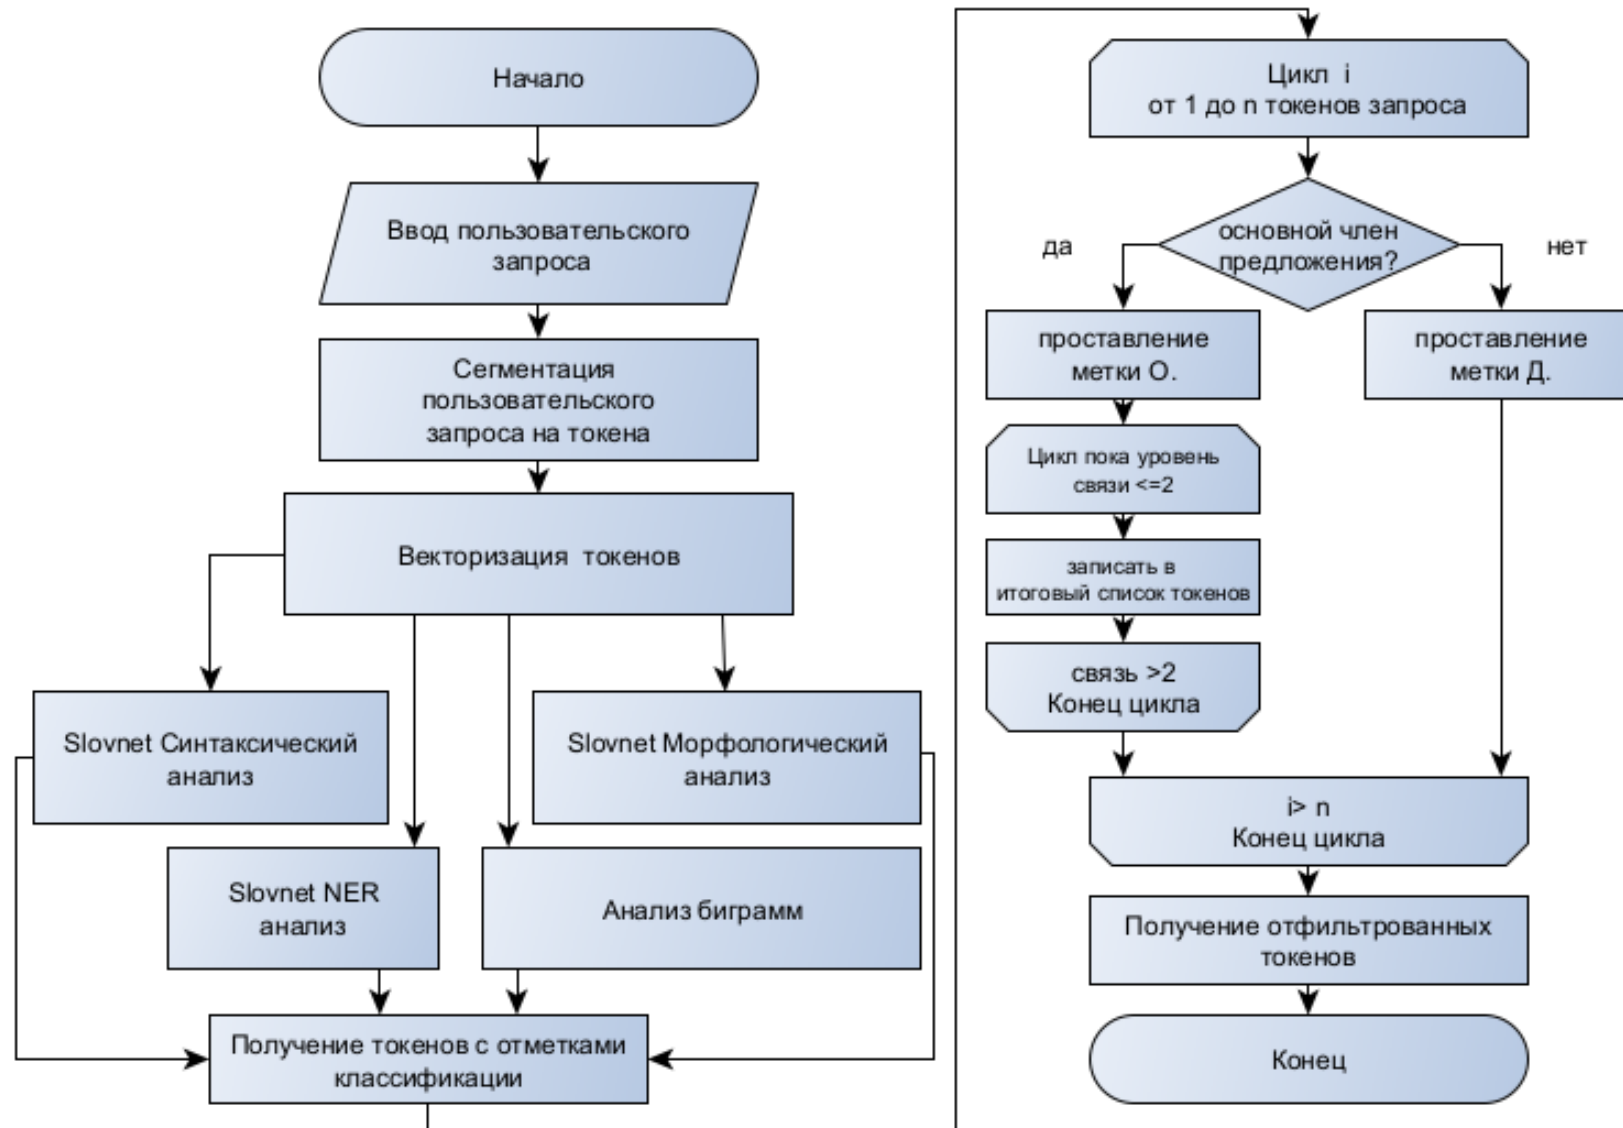 Начало
Ввод пользовательского
запроса
Сегментация
пользовательского
запроса на токена
Векторизация токенов
Slovnet Синтаксический
анализ
Slovnet Морфологический
анализ
Slovnet NER
анализ
Анализ биграмм
Получение токенов с отметками
классификации
Цикл i
от 1 до n токенов запроса
основной член
предложения?
да
нет
проставление
метки О.
проставление
метки Д.
Цикл пока уровень
связи <=2
записать в
итоговый список токенов
связь >2
Конец цикла
i> n
Конец цикла
Получение отфильтрованных
токенов
Конец